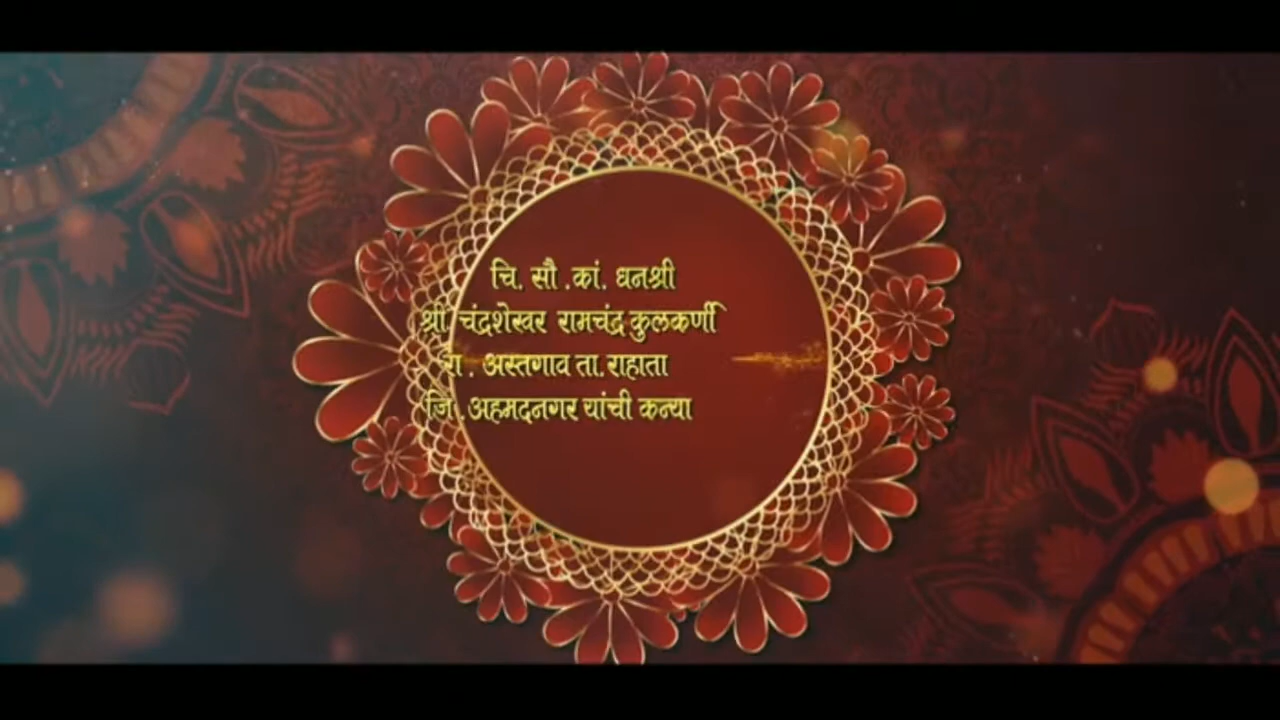 चि. सौ .कां. धनश्री
श्री. चंद्रशेखर रामचंद्र कुलकर्णी
रा . अस्तगाव ता. राहाता
जि . अहमदनगर यांची कन्या